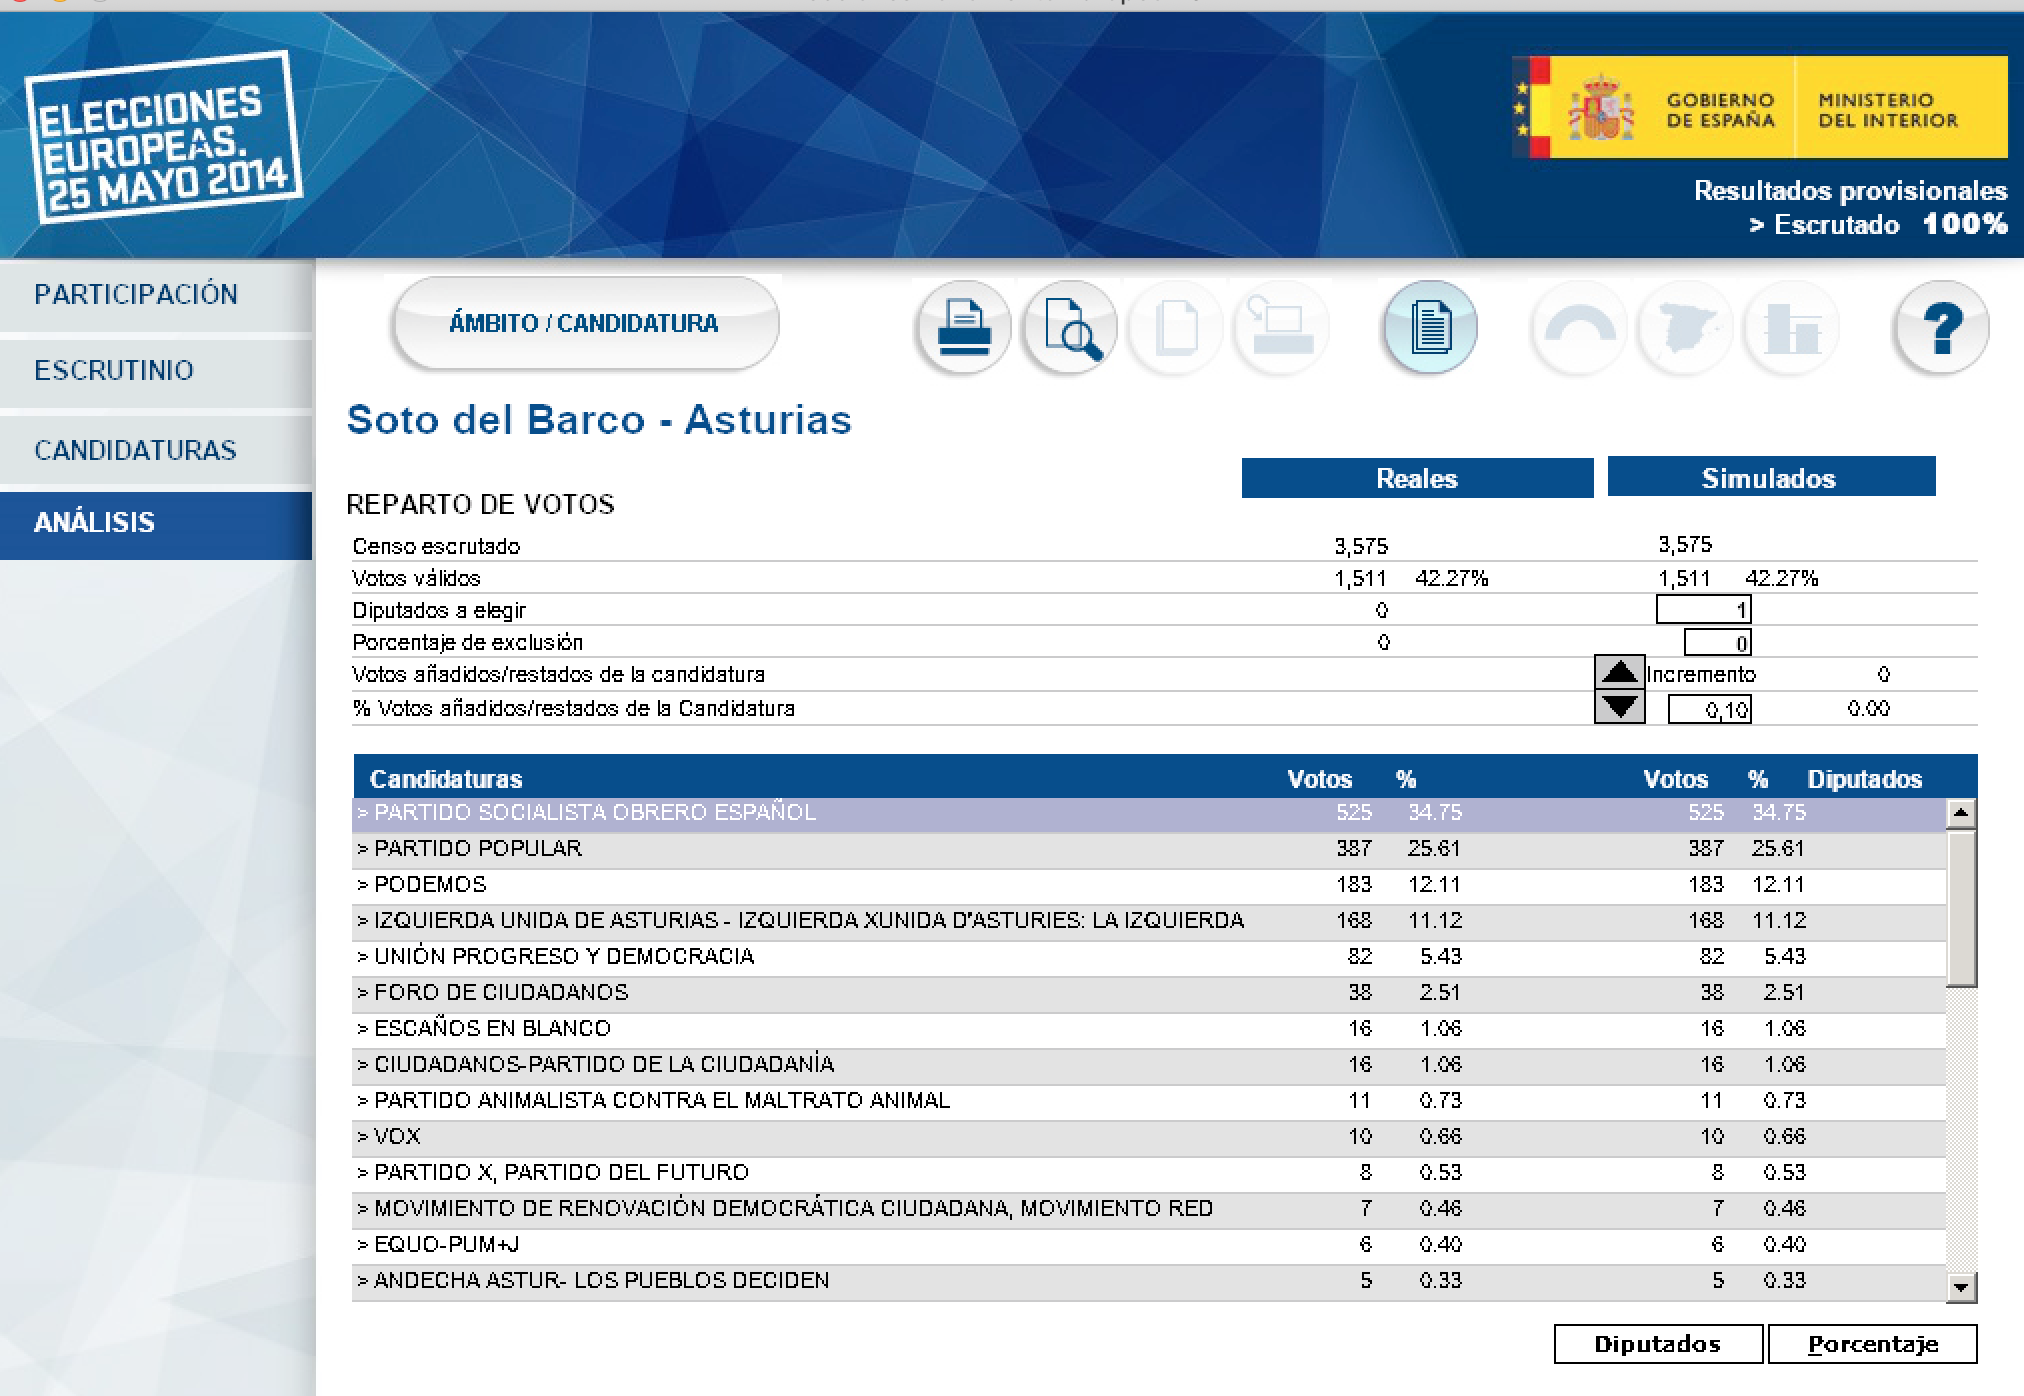 ELECCIONES
EUROPEAS.
25 MAYO 2014
GOBIERNO
DE ESPAÑA
MINISTERIO
DEL INTERIOR
Resultados provisionales
> Escrutado 100%
PARTICIPACIÓN
ESCRUTINIO
CANDIDATURAS
ANÁLISIS
ÁMBITO / CANDIDATURA
?
Soto del Barco - Asturias
Reales Simulados
REPARTO DE VOTOS
Censo escrutado 3,575 3,575
Votos válidos 1,511 42.27% 1,511 42.27%
Diputados a elegir 0 1
Porcentaje de exclusión 0 0
Votos añadidos/restados de la candidatura Incremento 0
% Votos añadidos/restados de la Candidatura 0,10 0.00
Candidaturas Votos % Votos % Diputados
> PARTIDO SOCIALISTA OBRERO ESPAÑOL 525 34.75 525 34.75
> PARTIDO POPULAR 387 25.61 387 25.61
> PODEMOS 183 12.11 183 12.11
> IZQUIERDA UNIDA DE ASTURIAS - IZQUIERDA XUNIDA D'ASTURIES: LA IZQUIERDA 168 11.12 168 11.12
> UNIÓN PROGRESO Y DEMOCRACIA 82 5.43 82 5.43
> FORO DE CIUDADANOS 38 2.51 38 2.51
> ESCAÑOS EN BLANCO 16 1.06 16 1.06
> CIUDADANOS-PARTIDO DE LA CIUDADANÍA 16 1.06 16 1.06
> PARTIDO ANIMALISTA CONTRA EL MALTRATO ANIMAL 11 0.73 11 0.73
> VOX 10 0.66 10 0.66
> PARTIDO X, PARTIDO DEL FUTURO 8 0.53 8 0.53
> MOVIMIENTO DE RENOVACIÓN DEMOCRÁTICA CIUDADANA, MOVIMIENTO RED 7 0.46 7 0.46
> EQUO-PUM+J 6 0.40 6 0.40
> ANDECHA ASTUR- LOS PUEBLOS DECIDEN 5 0.33 5 0.33
Diputados Porcentaje